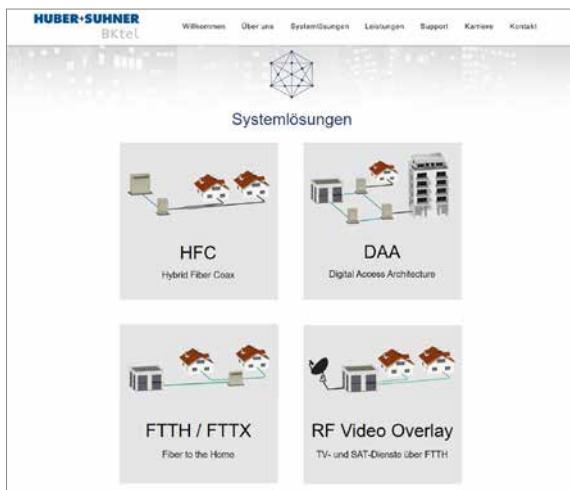 HUBER+SUHNER
BKtel
Willkommen Über uns Systemlösungen Leistungen Support Karriere Kontakt
Systemlösungen
HFC
Hybrid Fiber Coax
DAA
Digital Access Architecture
FTTH / FTTX
Fiber to the Home
RF Video Overlay
TV- und SAT-Dienste über FTTH